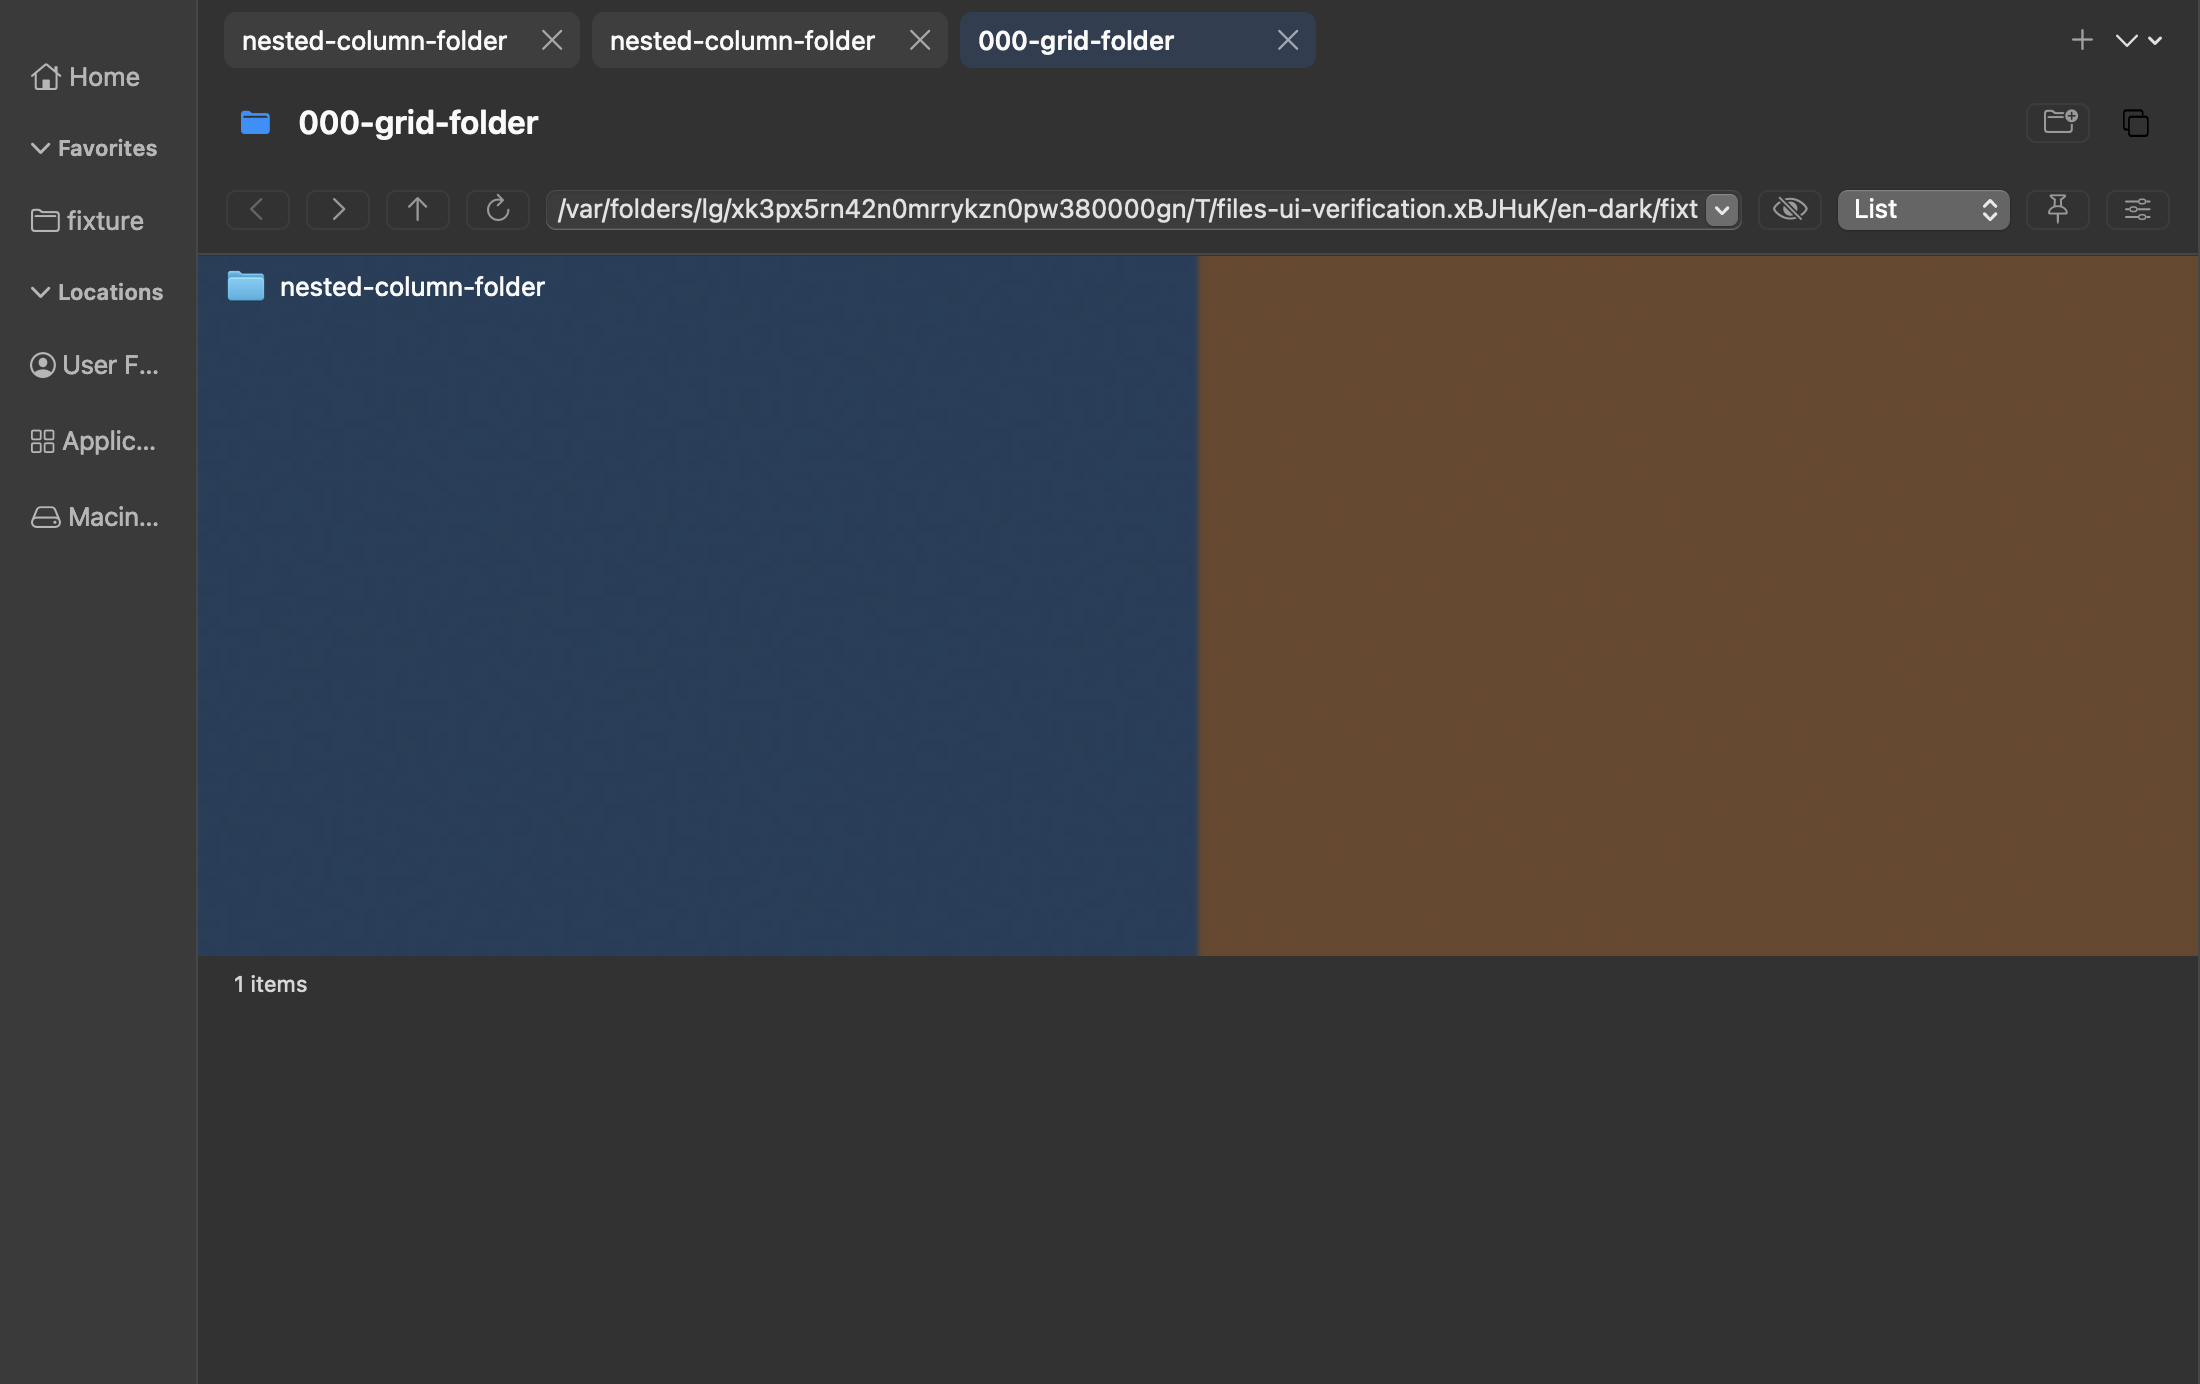 nested-column-folder
nested-column-folder
000-grid-folder
Home
Favorites
fixture
Locations
User F...
Applic...
Macin...
000-grid-folder
/var/folders/lg/xk3px5rn42n0mrrykzn0pw380000gn/T/files-ui-verification.xBJHuK/en-dark/fixt
List
nested-column-folder
1 items